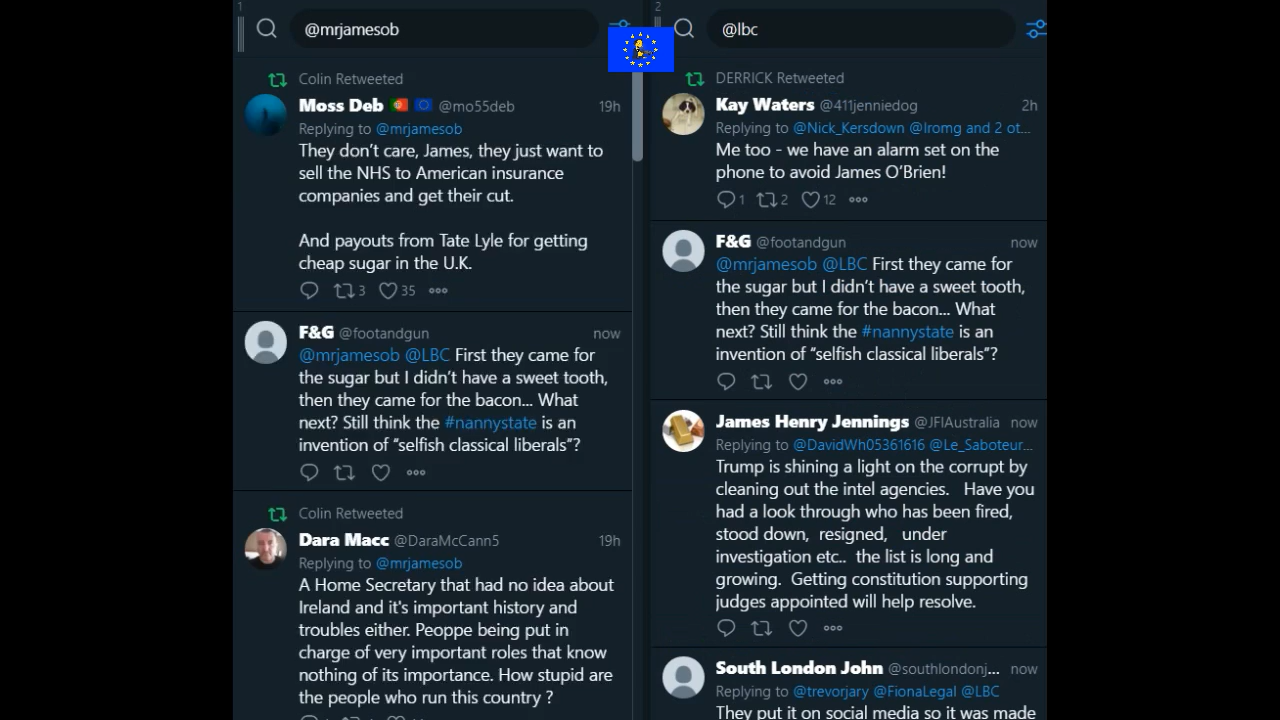 1
@mrjamesob
Colin Retweeted
Moss Deb @mo55deb 19h
Replying to @mrjamesob
They don’t care, James, they just want to
sell the NHS to American insurance
companies and get their cut.
And payouts from Tate Lyle for getting
cheap sugar in the U.K.
3 35
F&G @footandgun now
@mrjamesob @LBC First they came for
the sugar but I didn’t have a sweet tooth,
then they came for the bacon... What
next? Still think the #nannystate is an
invention of “selfish classical liberals”?
Colin Retweeted
Dara Macc @DaraMcCann5 19h
Replying to @mrjamesob
A Home Secretary that had no idea about
Ireland and it's important history and
troubles either. Peoppe being put in
charge of very important roles that know
nothing of its importance. How stupid are
the people who run this country ?
2
@lbc
DERRICK Retweeted
Kay Waters @411jenniedog 2h
Replying to @Nick_Kersdown @Iromg and 2 ot...
Me too - we have an alarm set on the
phone to avoid James O’Brien!
1 2 12
F&G @footandgun now
@mrjamesob @LBC First they came for
the sugar but I didn’t have a sweet tooth,
then they came for the bacon... What
next? Still think the #nannystate is an
invention of “selfish classical liberals”?
James Henry Jennings @JFIAustralia now
Replying to @DavidWh05361616 @Le_Saboteur...
Trump is shining a light on the corrupt by
cleaning out the intel agencies. Have you
had a look through who has been fired,
stood down, resigned, under
investigation etc.. the list is long and
growing. Getting constitution supporting
judges appointed will help resolve.
South London John @southlondonj... now
Replying to @trevorjary @FionaLegal @LBC
They put it on social media so it was made